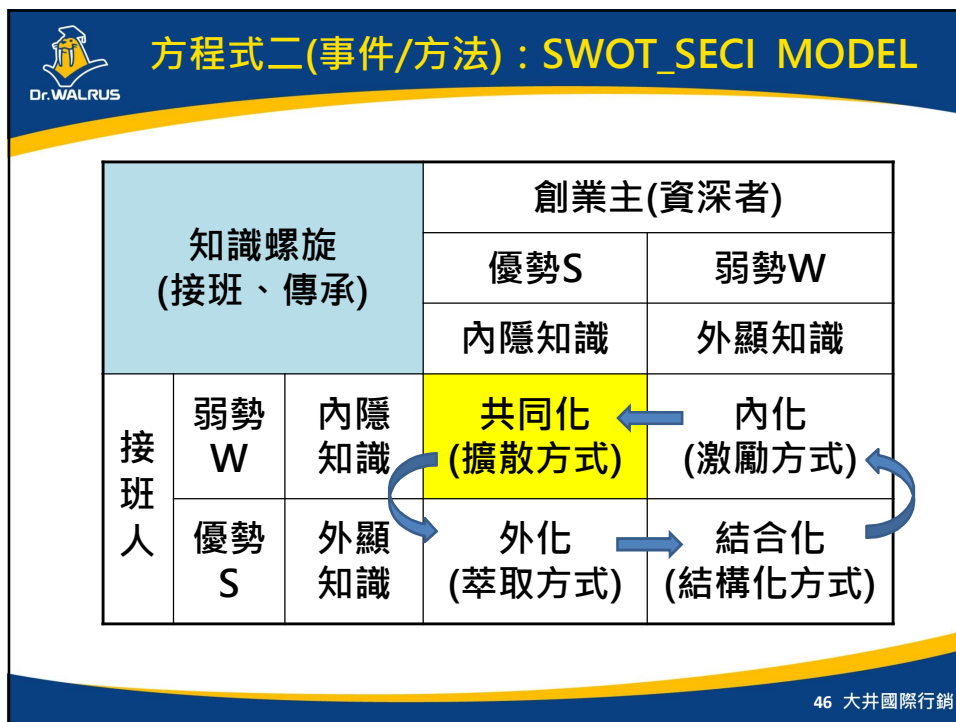 方程式二(事件/方法)：SWOT_SECI MODEL
Dr.WALRUS
知識螺旋
(接班、傳承)
創業主(資深者)
優勢S
弱勢W
內隱知識
外顯知識
接
班
人
弱勢
W
內隱
知識
共同化
(擴散方式)
內化
(激勵方式)
優勢
S
外顯
知識
外化
(萃取方式)
結合化
(結構化方式)
46 大井國際行銷